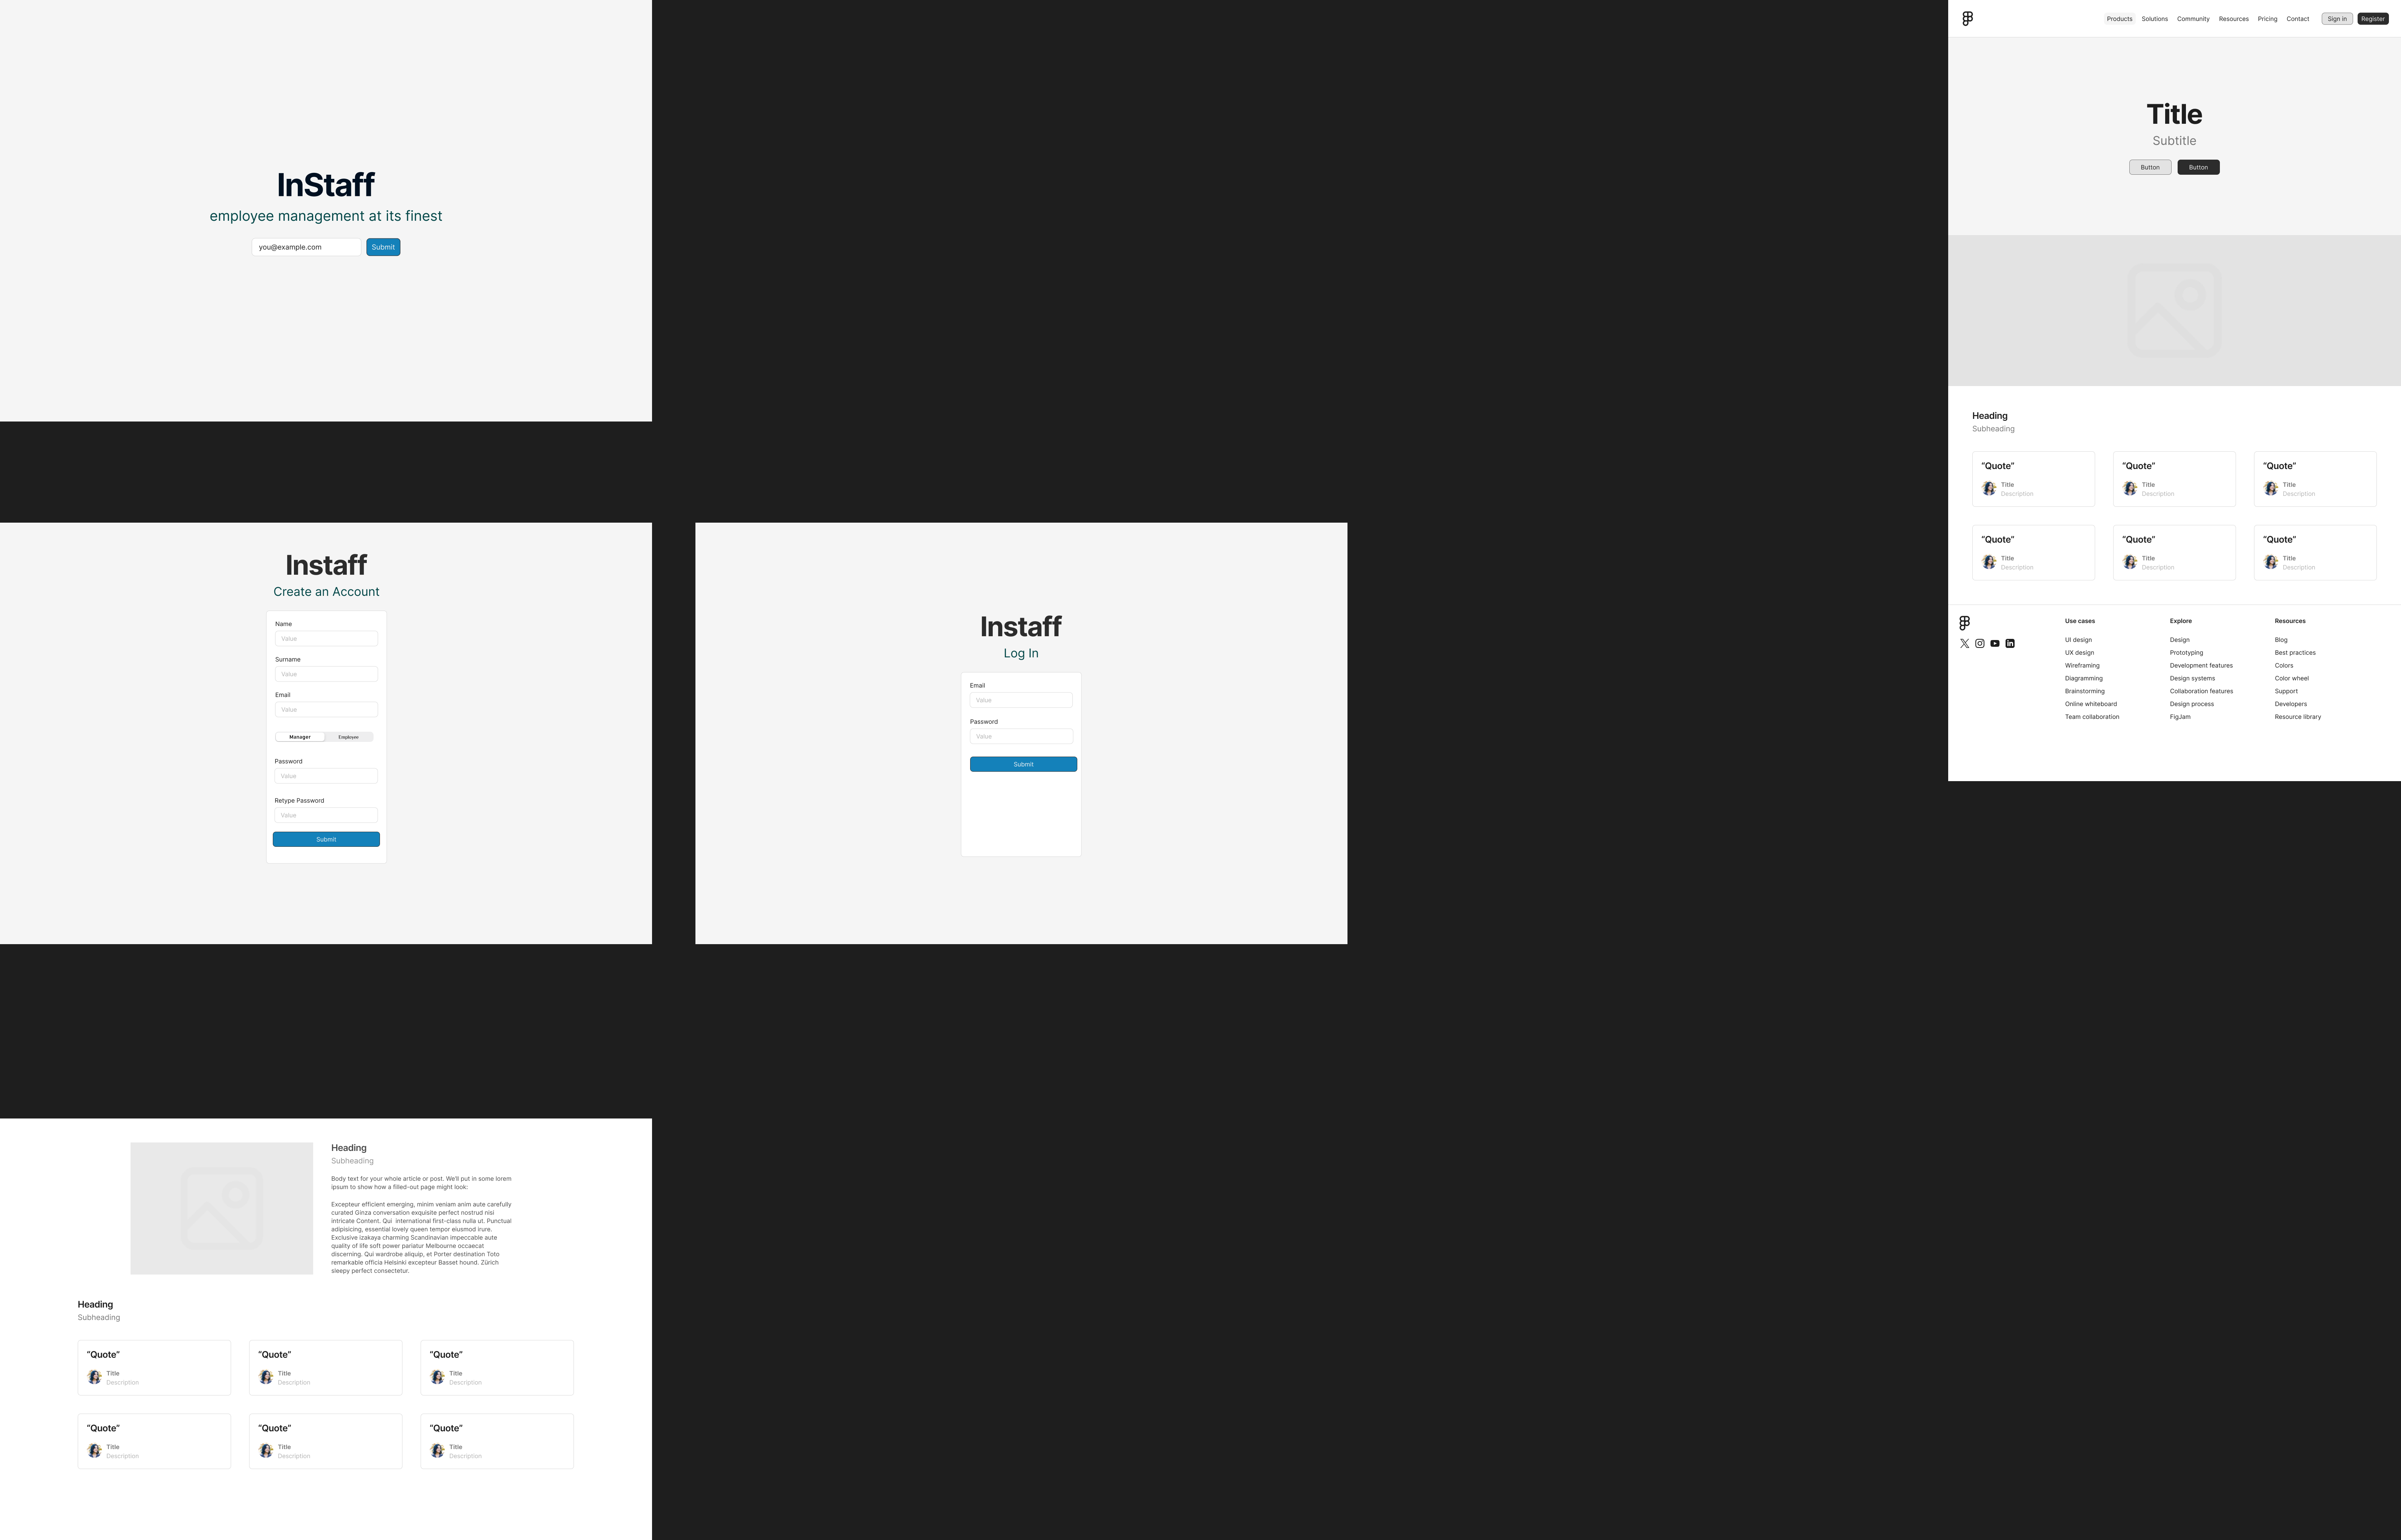 InStaff
employee management at its finest
you@example.com
Submit
Products
Solutions
Community
Resources
Pricing
Contact
Sign in
Register
Title
Subtitle
Button
Button
Heading
Subheading
“Quote”
Title
Description
“Quote”
Title
Description
“Quote”
Title
Description
“Quote”
Title
Description
“Quote”
Title
Description
“Quote”
Title
Description
Use cases
UI design
UX design
Wireframing
Diagramming
Brainstorming
Online whiteboard
Team collaboration
Explore
Design
Prototyping
Development features
Design systems
Collaboration features
Design process
FigJam
Resources
Blog
Best practices
Colors
Color wheel
Support
Developers
Resource library
Instaff
Create an Account
Name
Value
Surname
Value
Email
Value
Manager
Employee
Password
Value
Retype Password
Value
Submit
Instaff
Log In
Email
Value
Password
Value
Submit
Heading
Subheading
Body text for your whole article or post. We’ll put in some lorem
ipsum to show how a filled-out page might look:
Excepteur efficient emerging, minim veniam anim aute carefully
curated Ginza conversation exquisite perfect nostrud nisi
intricate Content. Qui  international first-class nulla ut. Punctual
adipisicing, essential lovely queen tempor eiusmod irure.
Exclusive izakaya charming Scandinavian impeccable aute
quality of life soft power pariatur Melbourne occaecat
discerning. Qui wardrobe aliquip, et Porter destination Toto
remarkable officia Helsinki excepteur Basset hound. Zürich
sleepy perfect consectetur.
Heading
Subheading
“Quote”
Title
Description
“Quote”
Title
Description
“Quote”
Title
Description
“Quote”
Title
Description
“Quote”
Title
Description
“Quote”
Title
Description